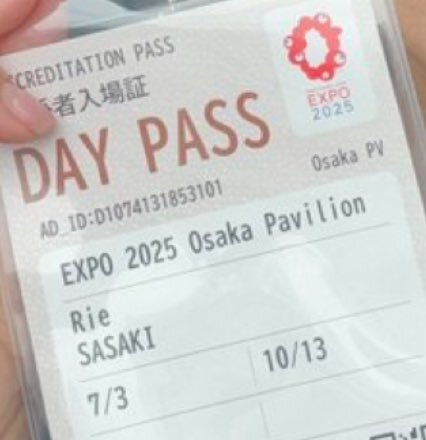 CREDITATION PASS
者入場証
DAY PASS
EXPO
2025
Osaka PV
AD_ID:D1074131853101
EXPO 2025 Osaka Pavilion
Rie
SASAKI
10/13
7/3